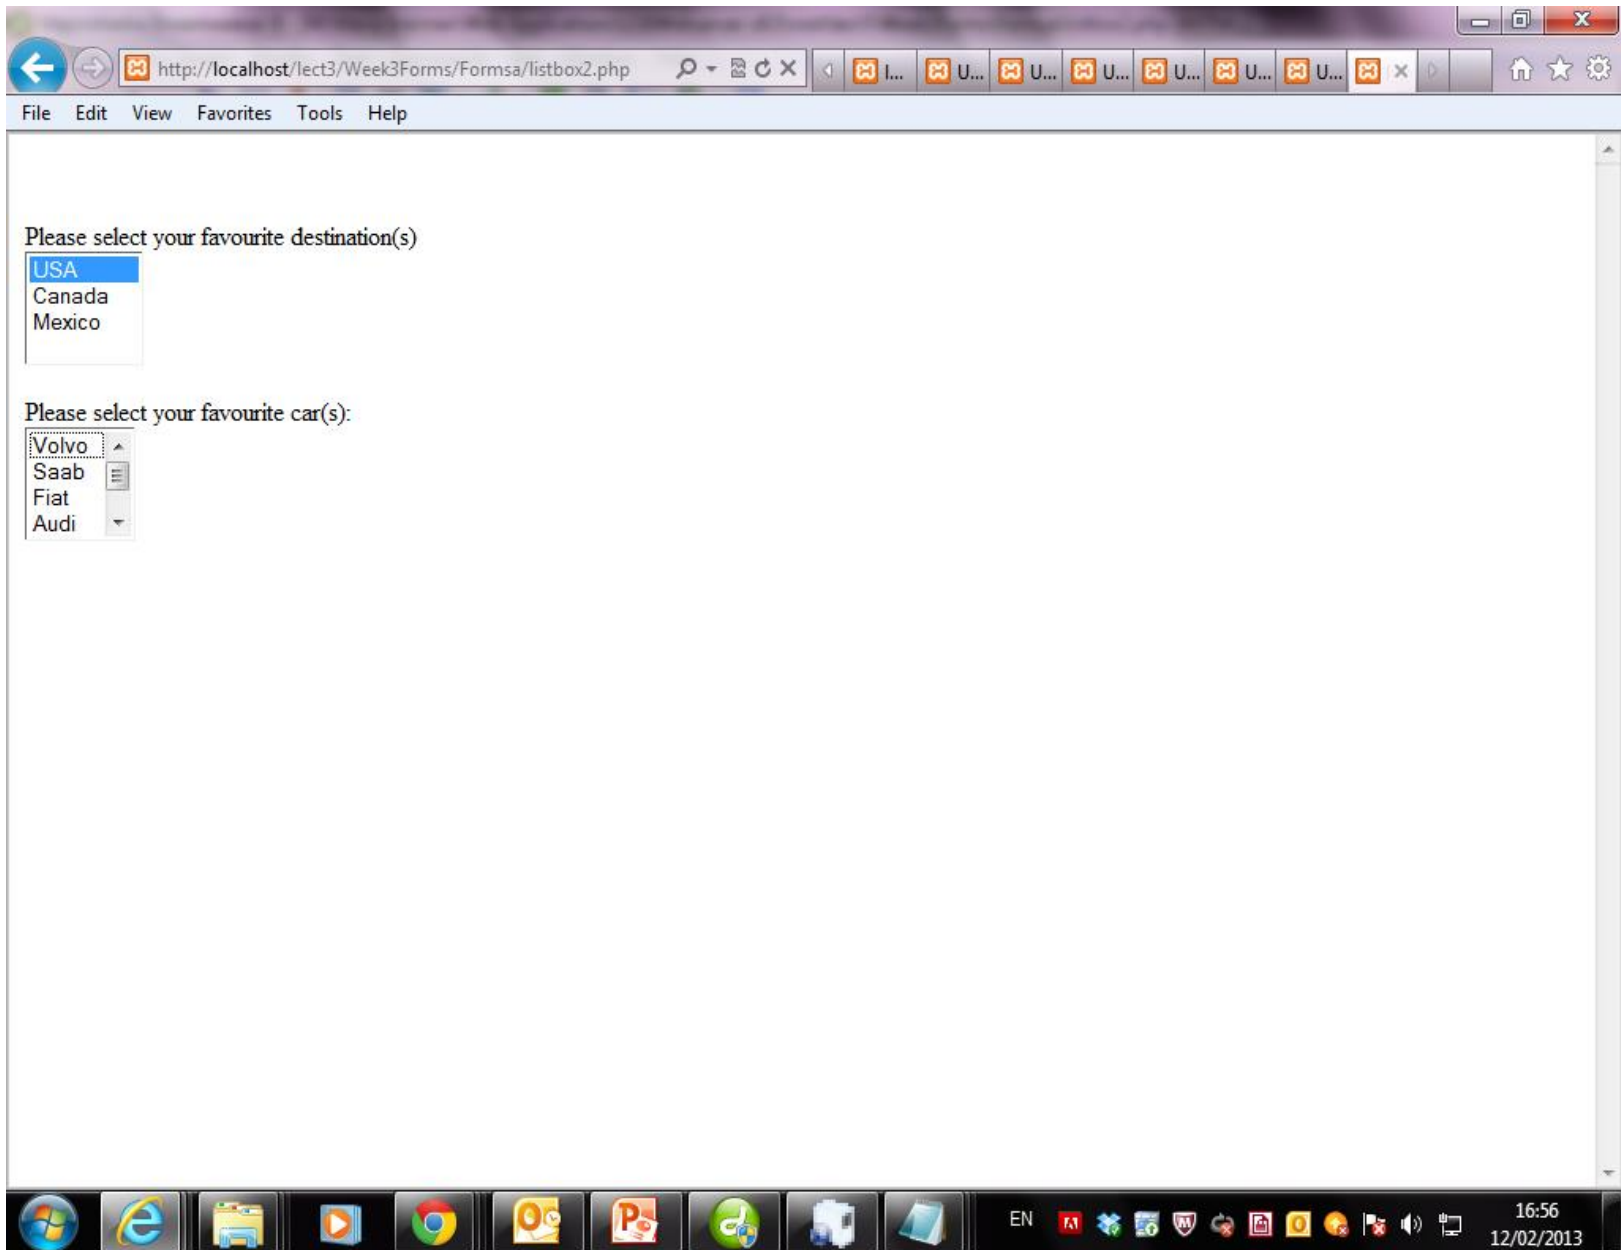 http://localhost/lect3/Week3Forms/Formsa/listbox2.php
I... U... U... U... U... U... U...
File Edit View Favorites Tools Help
Please select your favourite destination(s)
USA
Canada
Mexico
Please select your favourite car(s):
Volvo
Saab
Fiat
Audi
EN
16:56
12/02/2013